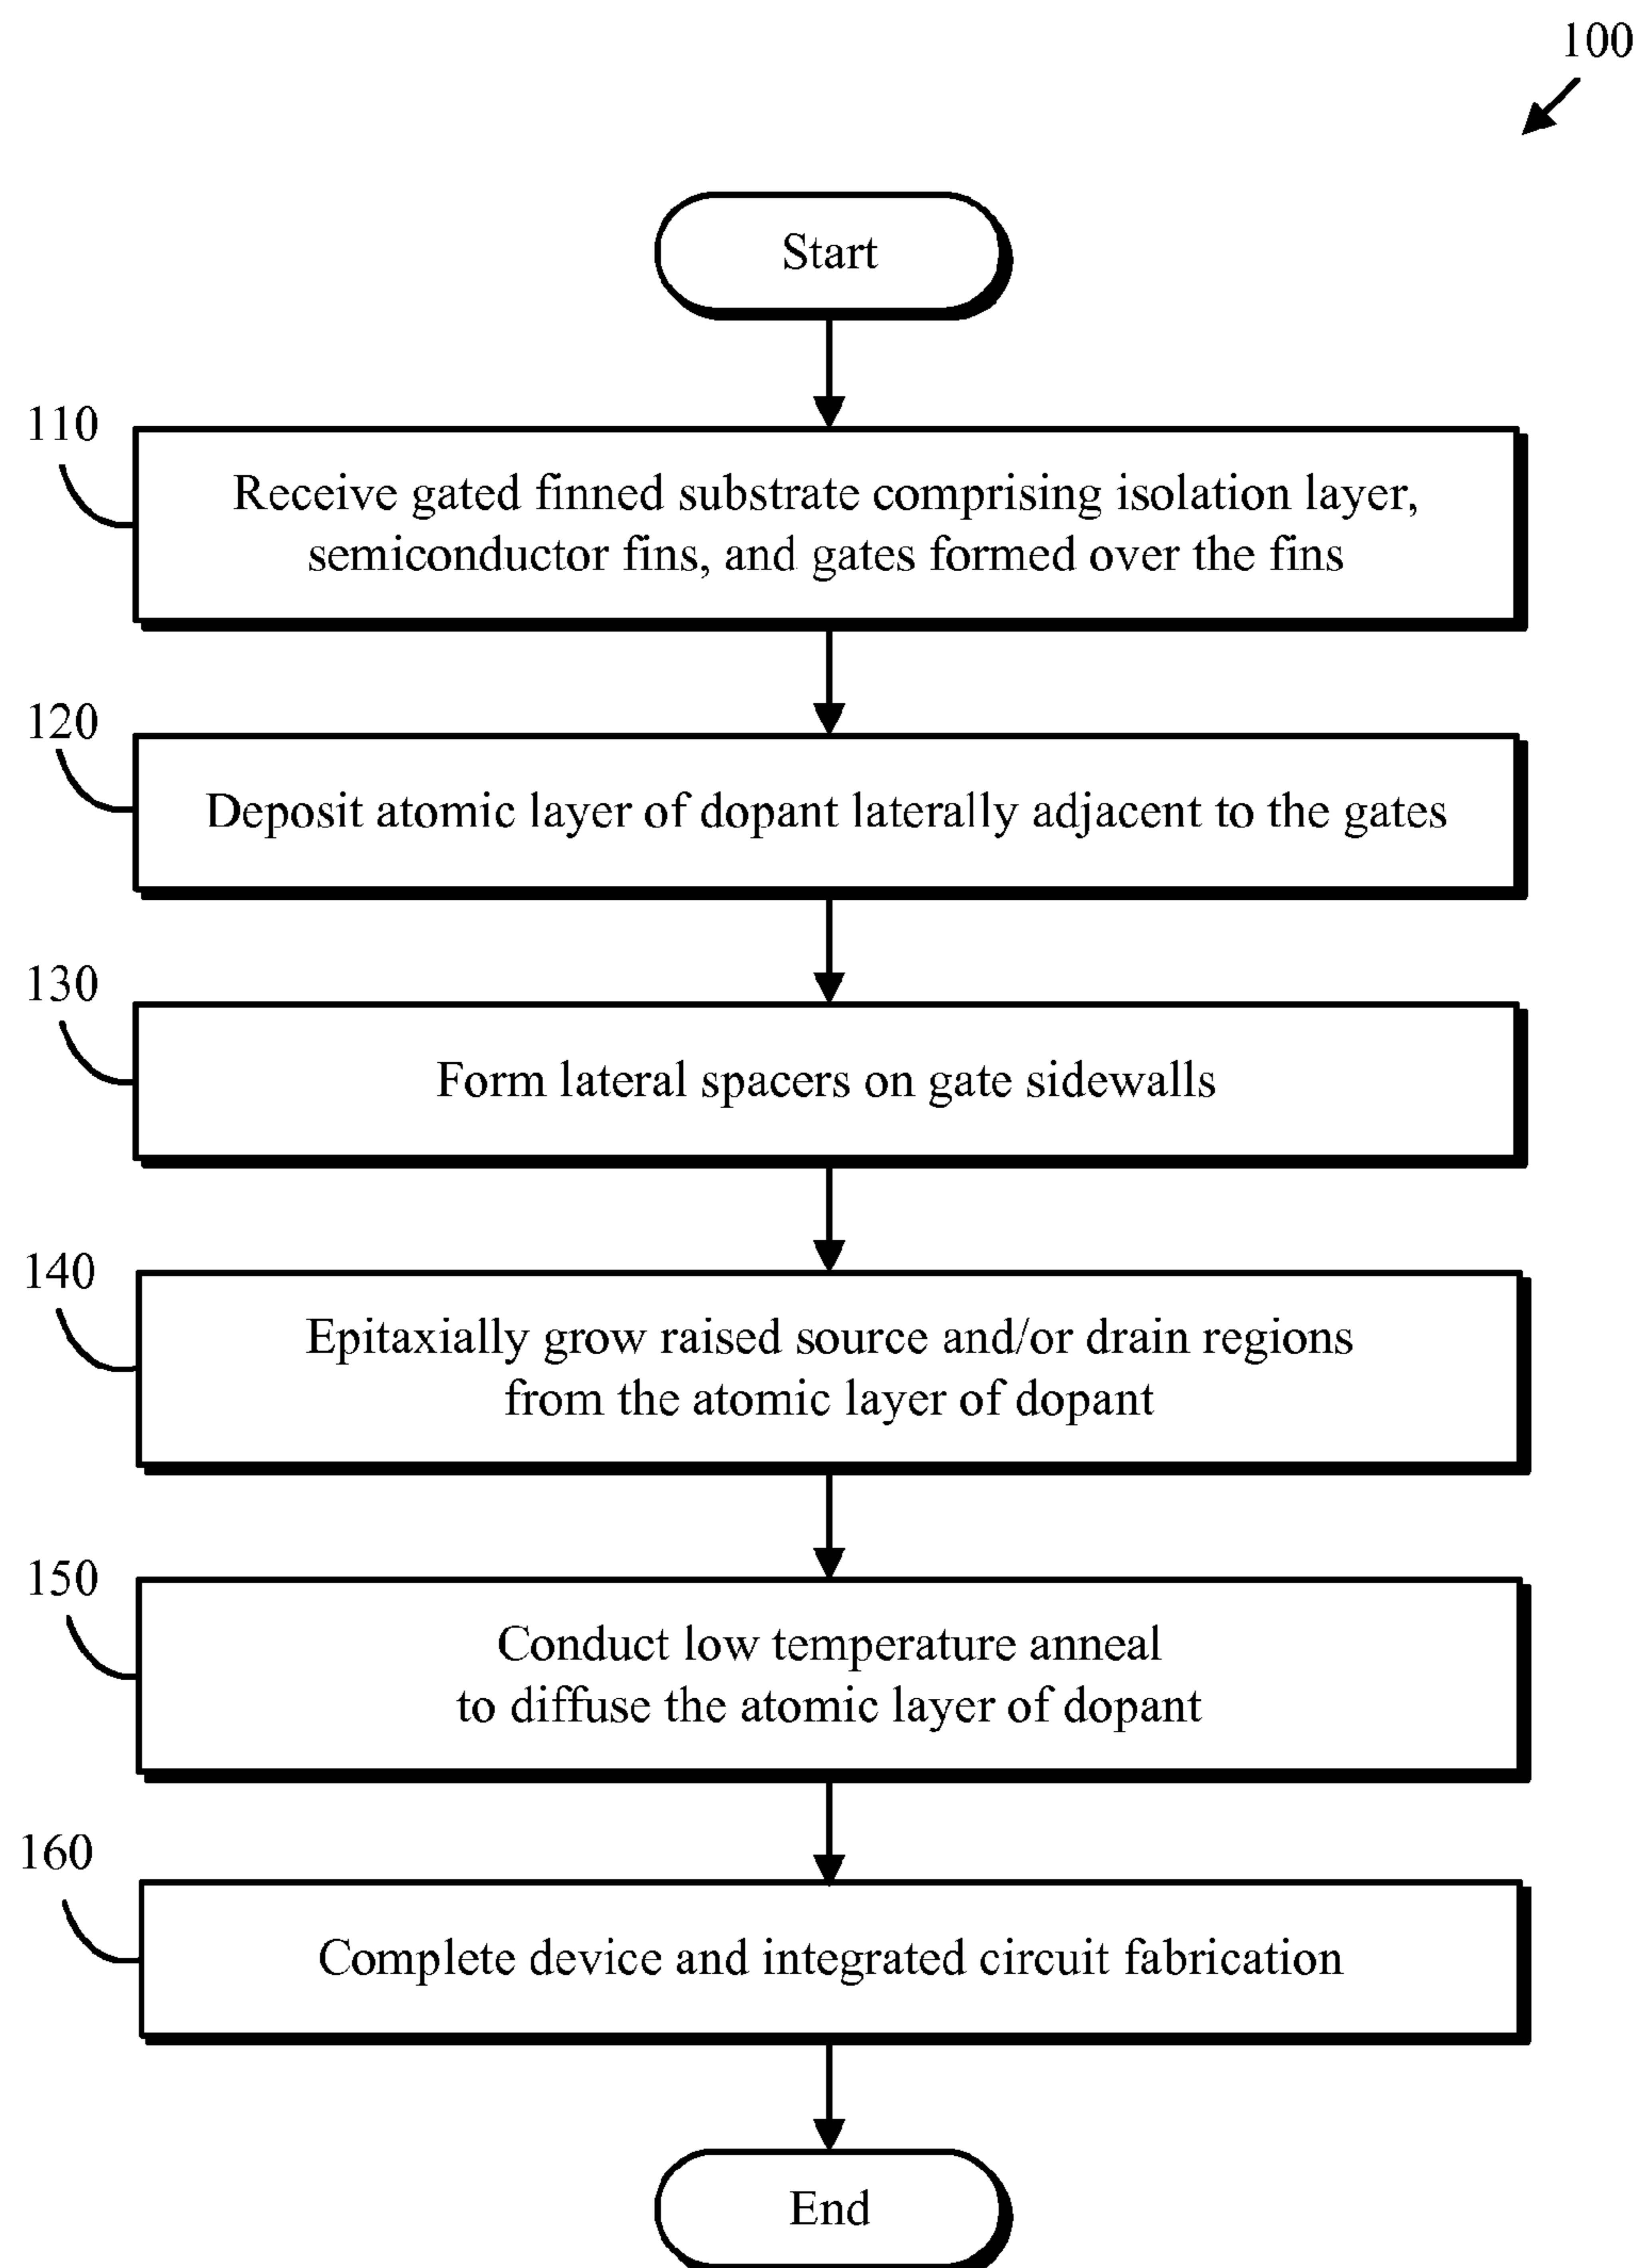 100
Start
110
Receive gated finned substrate comprising isolation layer,
semiconductor fins, and gates formed over the fins
120
Deposit atomic layer of dopant laterally adjacent to the gates
130
Form lateral spacers on gate sidewalls
140
Epitaxially grow raised source and/or drain regions
from the atomic layer of dopant
150
Conduct low temperature anneal
to diffuse the atomic layer of dopant
160
Complete device and integrated circuit fabrication
End